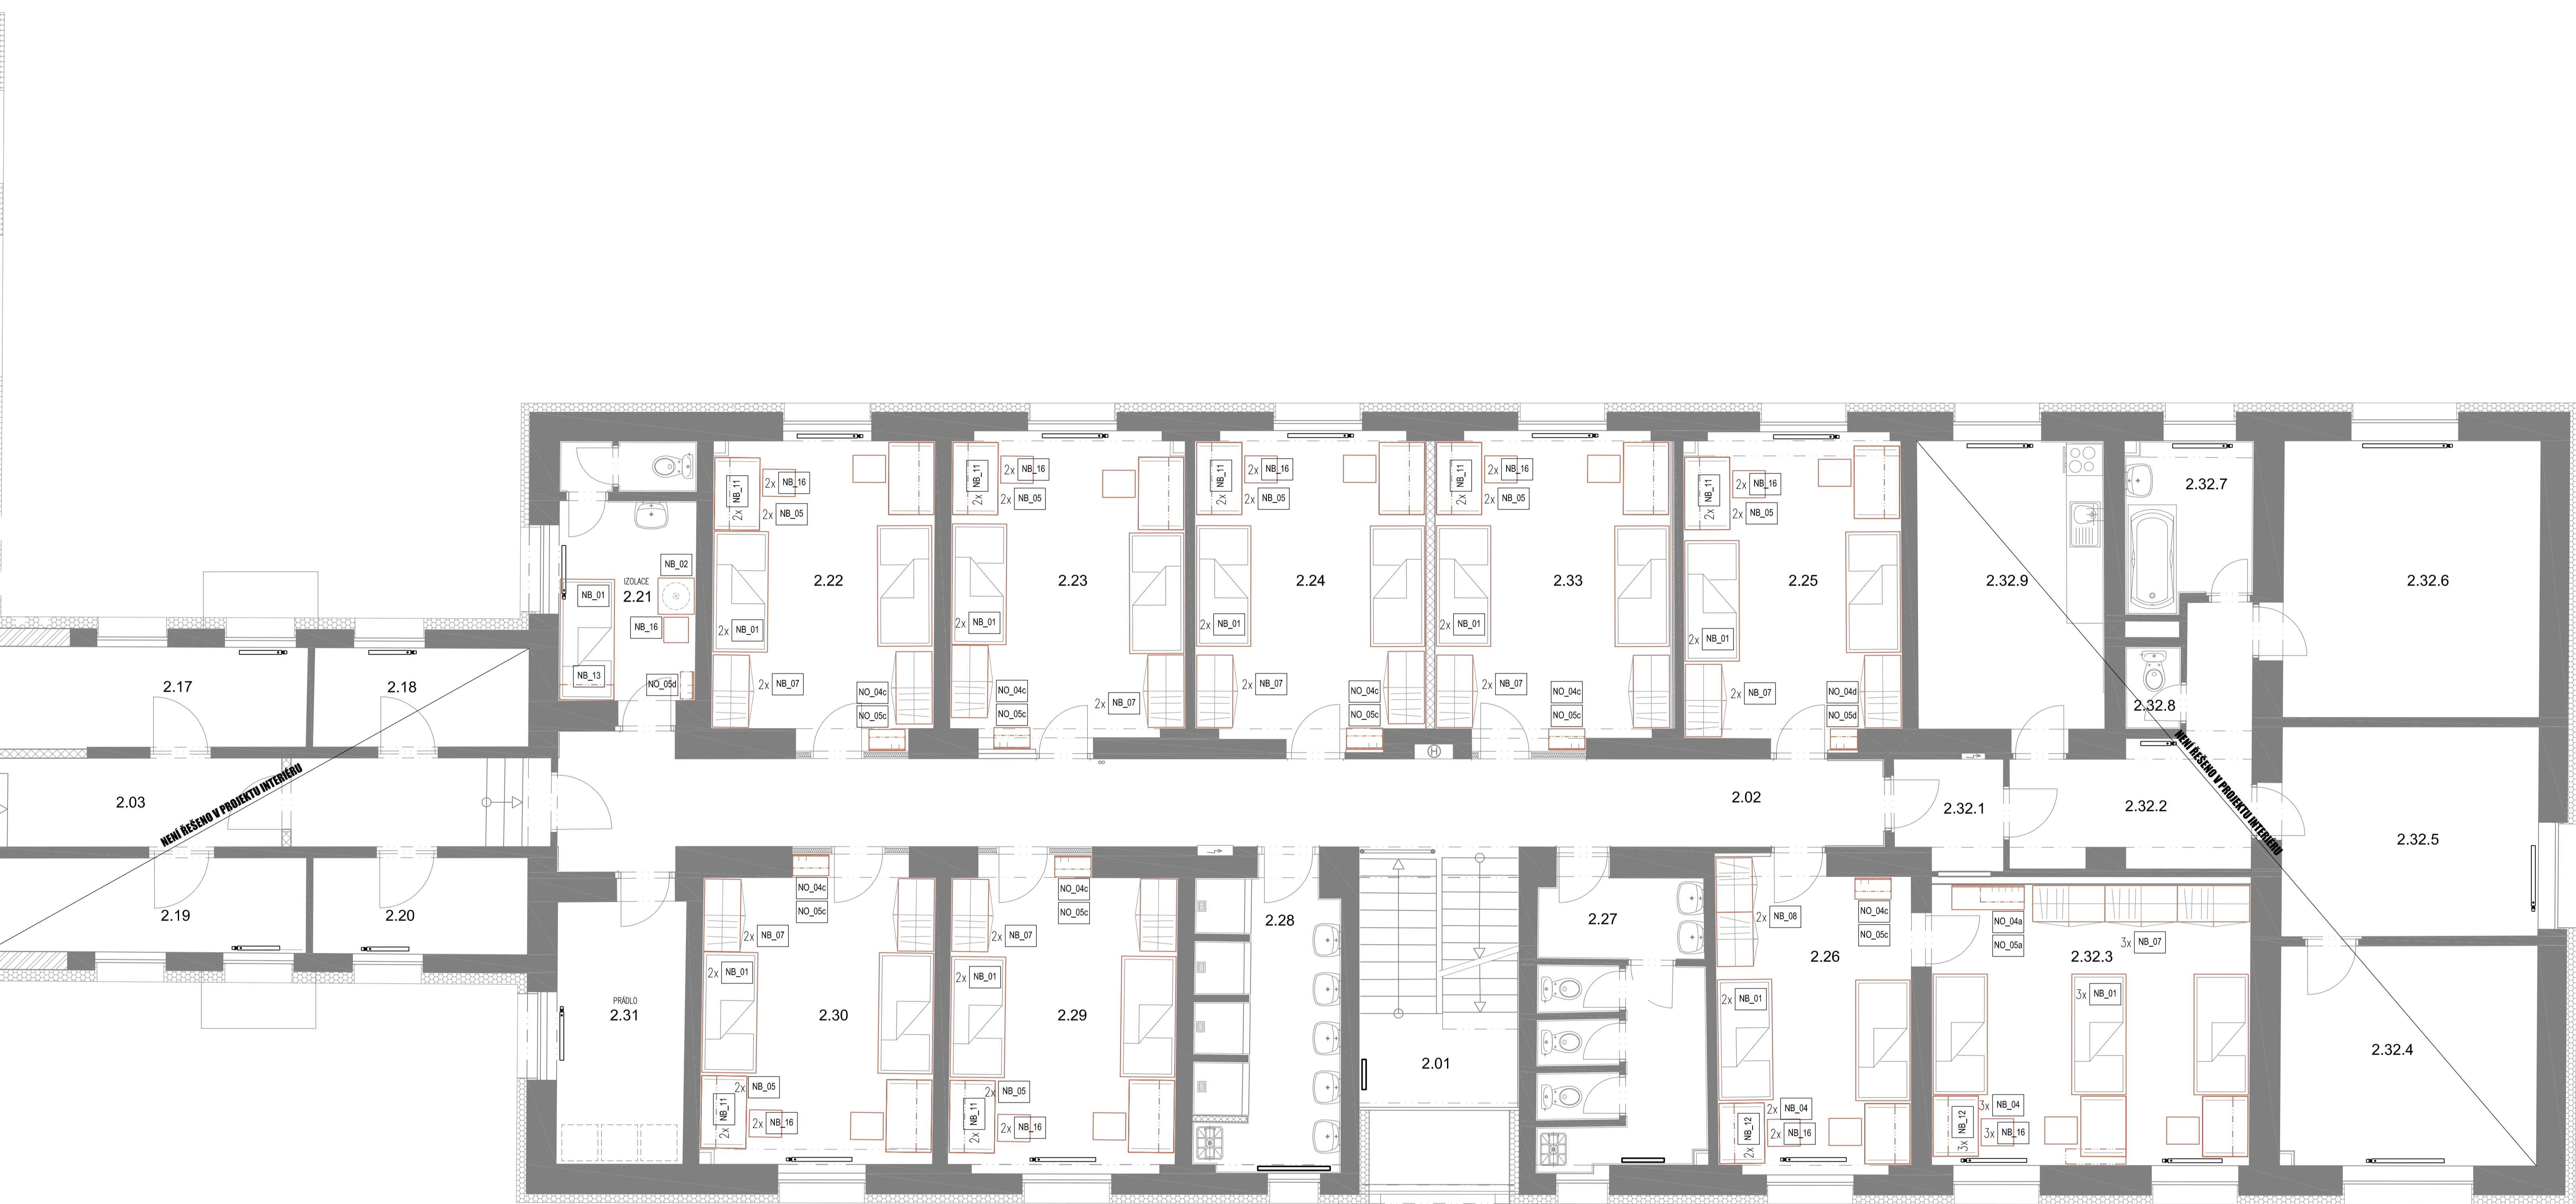 2x NB_11
2x NB_16
2x NB_05
2x NB_11
2x NB_16
2x NB_05
2x NB_11
2x NB_16
2x NB_05
2x NB_11
2x NB_16
2x NB_05
2x NB_11
2x NB_16
2x NB_05
2.32.7
NB_02
IZOLACE
NB_01
2.21
NB_16
NB_13
NO_05d
2.22
2x NB_01
2x NB_07
NO_04c
NO_05c
2.23
2x NB_01
NO_04c
NO_05c
2x NB_07
2.24
2x NB_01
2x NB_07
NO_04c
NO_05c
2.33
2x NB_01
2x NB_07
NO_04c
NO_05c
2.25
2x NB_01
2x NB_07
NO_04d
NO_05d
2.32.9
2.32.6
2.32.8
2.17
2.18
NENÍ ŘEŠENO V PROJEKTU INTERIÉRU
NENÍ ŘEŠENO V PROJEKTU INTERIÉRU
H
2.03
2.02
2.32.1
2.32.2
2.32.5
2.19
2.20
PRÁDLO
2.31
NO_04c
NO_05c
2x NB_07
2x NB_01
2.30
2x NB_05
2x NB_11
2x NB_16
NO_04c
NO_05c
2x NB_07
2x NB_01
2.29
2x NB_05
2x NB_11
2x NB_16
2.28
2.01
2.27
2x NB_08
NO_04c
NO_05c
2.26
2x NB_01
2x NB_04
2x NB_12
2x NB_16
NO_04a
NO_05a
3x NB_07
2.32.3
3x NB_01
3x NB_04
3x NB_12
3x NB_16
2.32.4